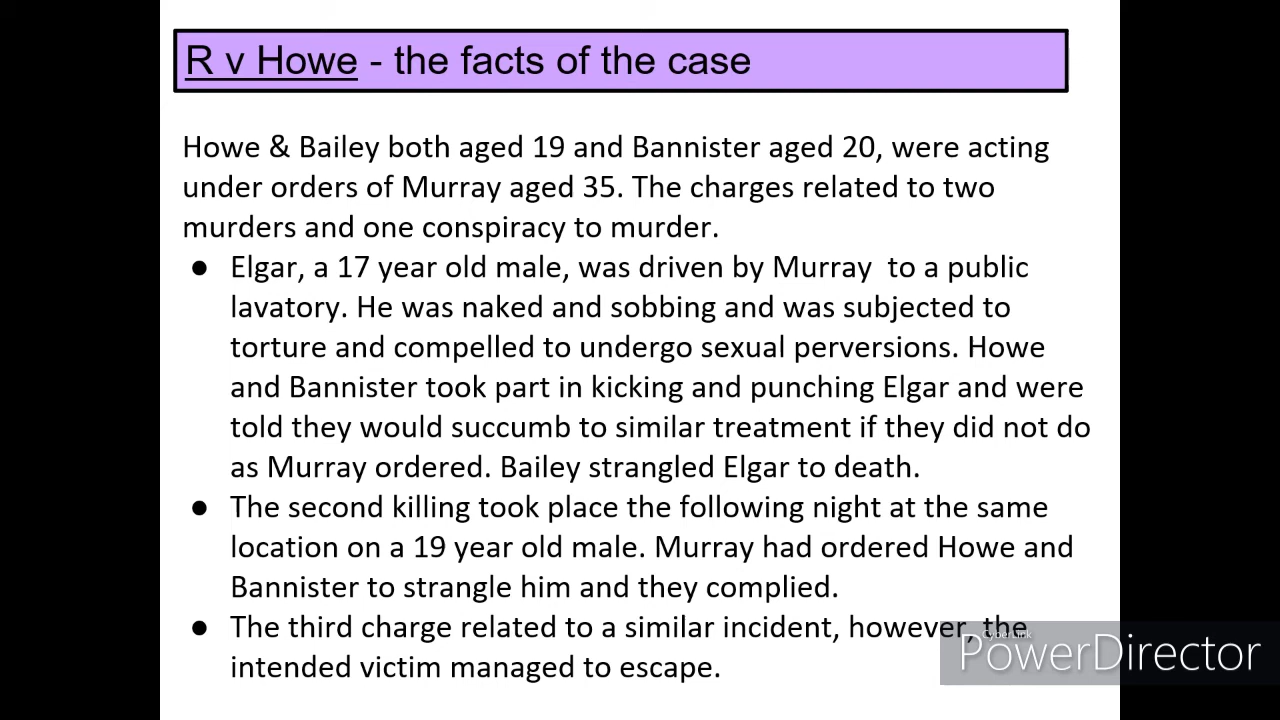 R v Howe - the facts of the case
Howe & Bailey both aged 19 and Bannister aged 20, were acting
under orders of Murray aged 35. The charges related to two
murders and one conspiracy to murder.
● Elgar, a 17 year old male, was driven by Murray  to a public
lavatory. He was naked and sobbing and was subjected to
torture and compelled to undergo sexual perversions. Howe
and Bannister took part in kicking and punching Elgar and were
told they would succumb to similar treatment if they did not do
as Murray ordered. Bailey strangled Elgar to death.
● The second killing took place the following night at the same
location on a 19 year old male. Murray had ordered Howe and
Bannister to strangle him and they complied.
● The third charge related to a similar incident, however, the
intended victim managed to escape.
CyberLink
PowerDirector